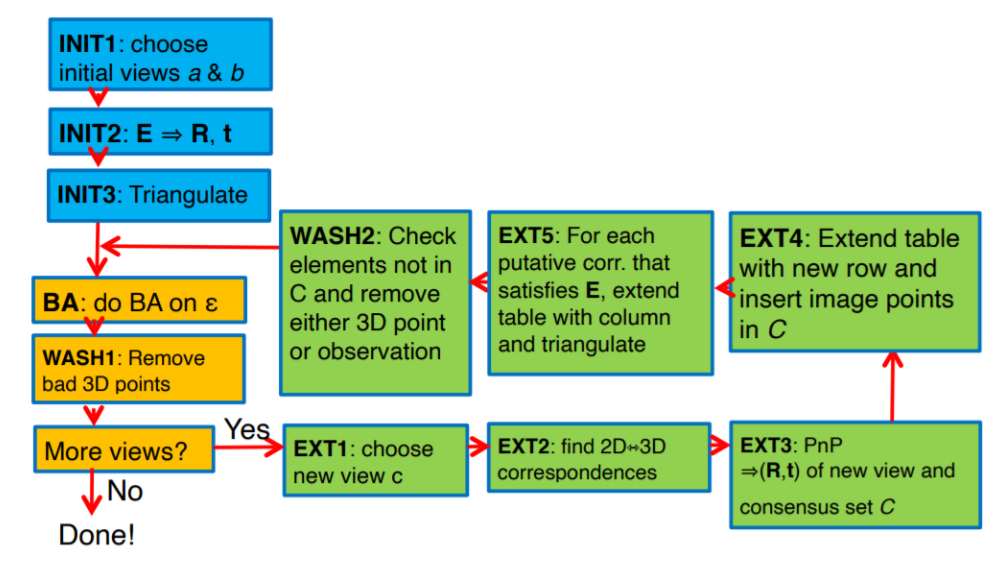 INIT1: choose
initial views a & b
INIT2: E ⇒ R, t
INIT3: Triangulate
BA: do BA on ε
WASH1: Remove
bad 3D points
More views?
Yes
No
Done!
EXT1: choose
new view c
EXT2: find 2D⇔3D
correspondences
EXT3: PnP
⇒(R,t) of new view and
consensus set C
EXT4: Extend table
with new row and
insert image points
in C
EXT5: For each
putative corr. that
satisfies E, extend
table with column
and triangulate
WASH2: Check
elements not in
C and remove
either 3D point
or observation